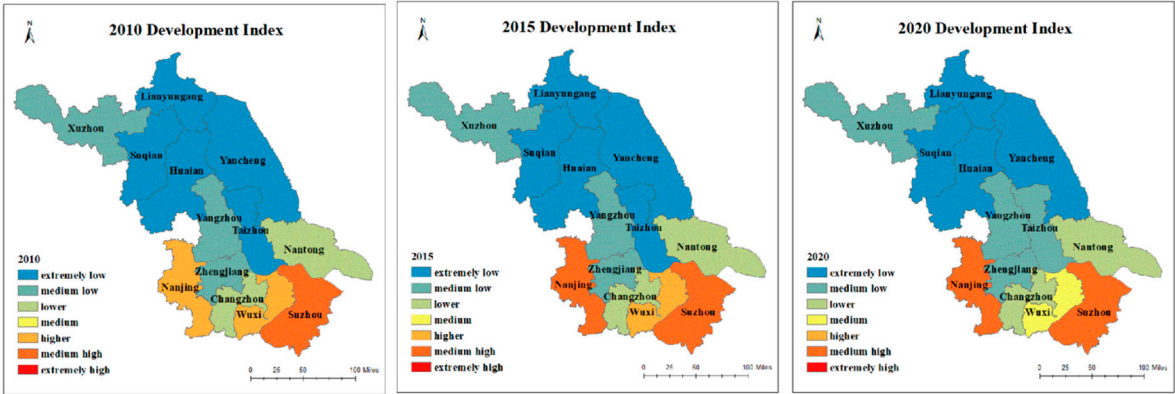 N
2010 Development Index
Lianyungang
Xuzhou
Suqian
Huaian
Yancheng
Yangzhou
Taizhou
Nantong
Zhengjiang
Nanjing
Changzhou
Wuxi
Suzhou
2010
extremely low
medium low
lower
medium
higher
medium high
extremely high
0 25 50 100 Miles
N
2015 Development Index
Lianyungang
Xuzhou
Suqian
Huaian
Yancheng
Yangzhou
Taizhou
Nantong
Zhengjiang
Nanjing
Changzhou
Wuxi
Suzhou
2015
extremely low
medium low
lower
medium
higher
medium high
extremely high
0 25 50 100 Miles
N
2020 Development Index
Lianyungang
Xuzhou
Suqian
Huaian
Yancheng
Yangzhou
Taizhou
Nantong
Zhengjiang
Nanjing
Changzhou
Wuxi
Suzhou
2020
extremely low
medium low
lower
medium
higher
medium high
extremely high
0 25 50 100 Miles